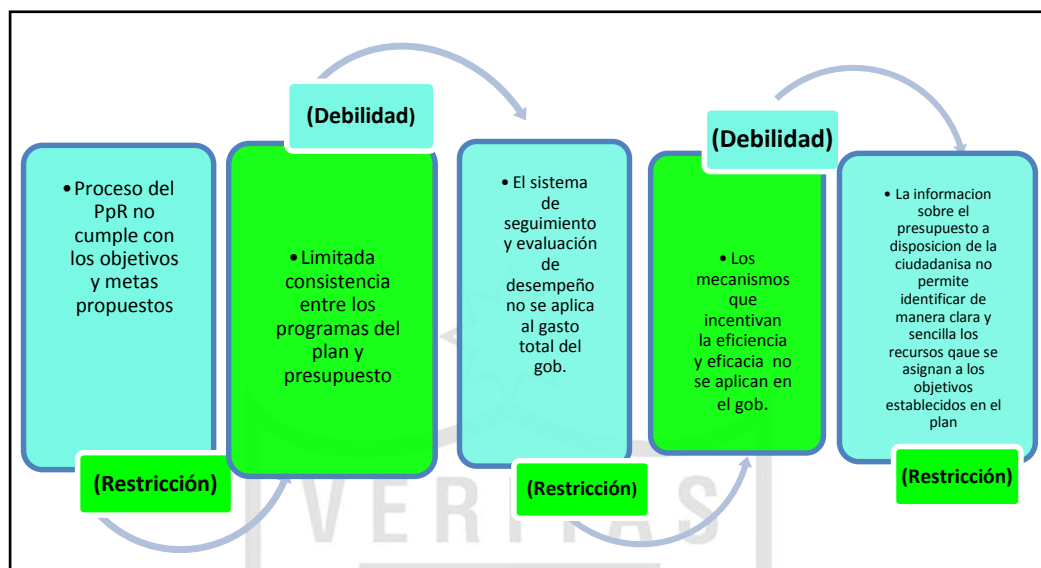 • Proceso del
PpR no
cumple con
los objetivos
y metas
propuestos
(Restricción)
(Debilidad)
• Limitada
consistencia
entre los
programas del
plan y
presupuesto
• El sistema
de
seguimiento
y evaluación
de
desempeño
no se aplica
al gasto
total del
gob.
(Restricción)
(Debilidad)
• Los
mecanismos
que
incentivan
la eficiencia
y eficacia no
se aplican en
el gob.
• La informacion
sobre el
presupuesto a
disposicion de la
ciudadanisa no
permite
identificar de
manera clara y
sencilla los
recursos qaue se
asignan a los
objetivos
establecidos en el
plan
(Restricción)
VERITAS